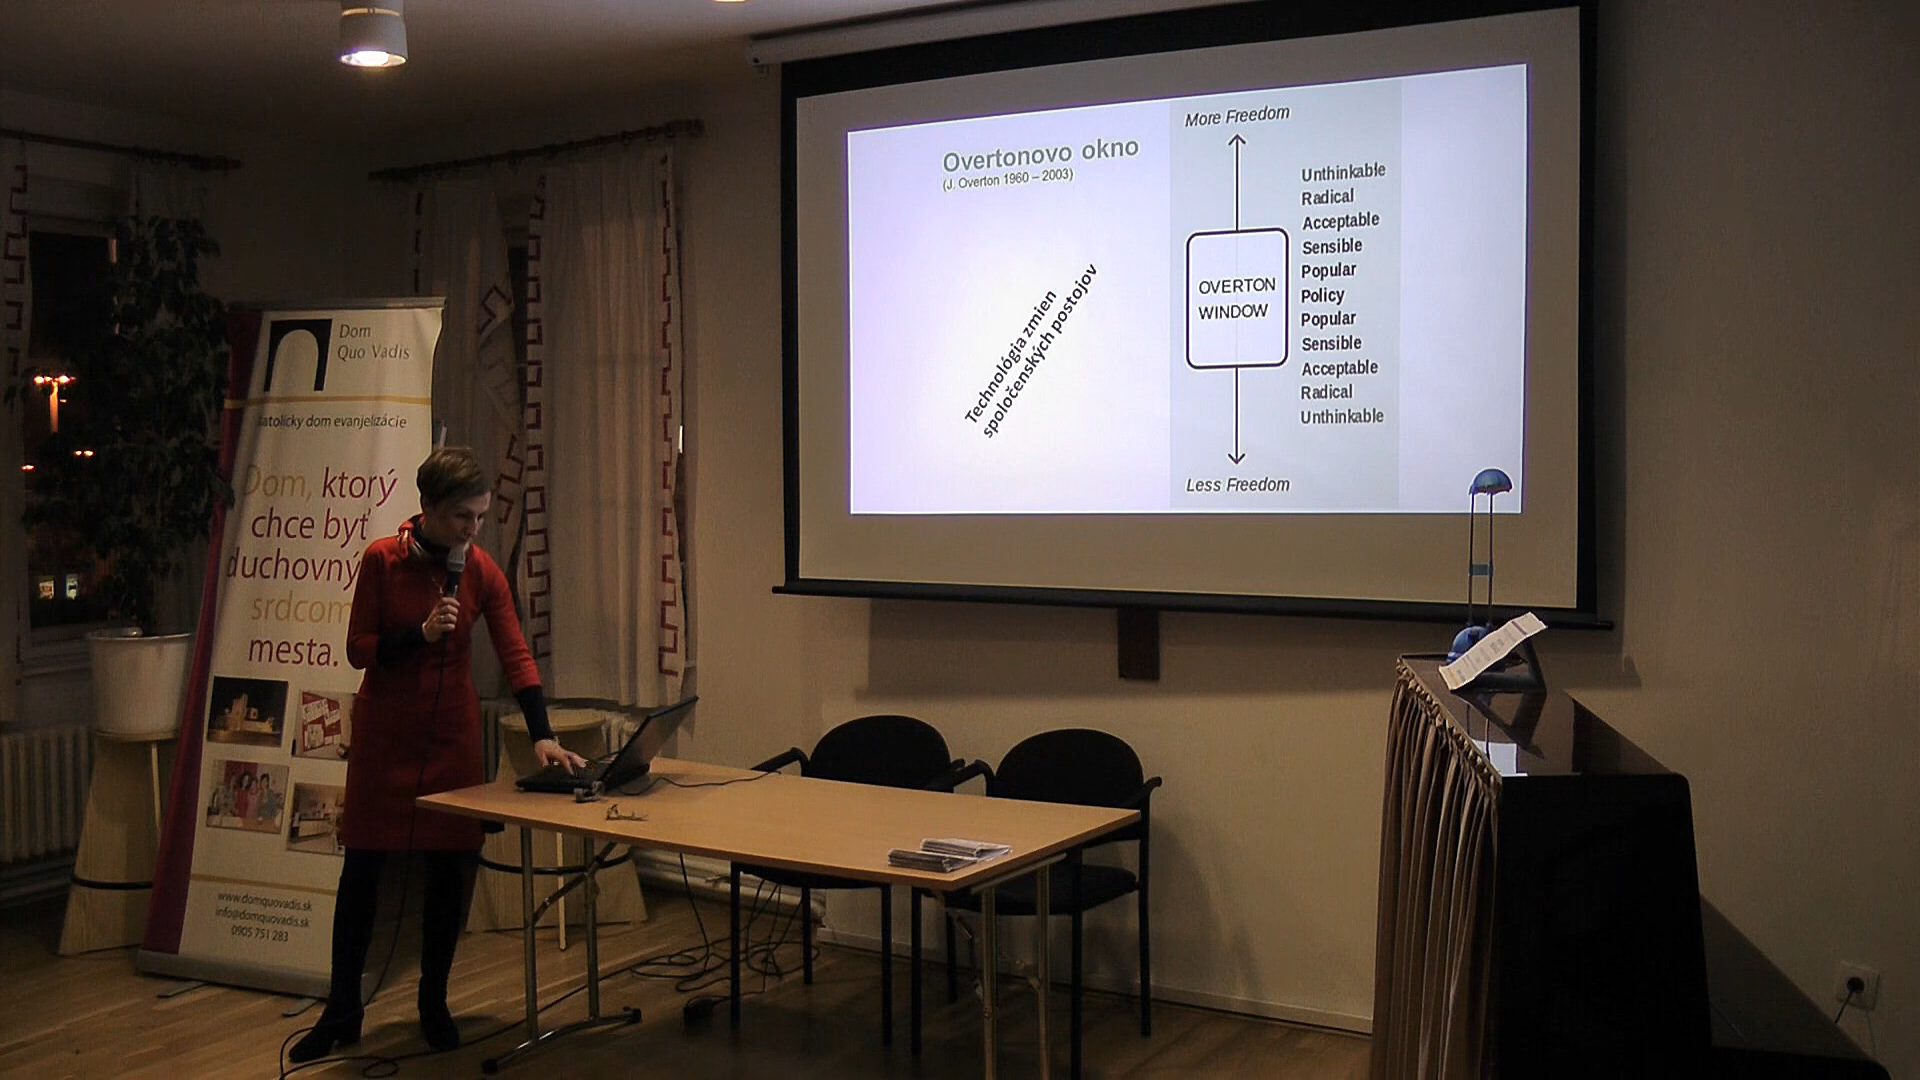 Overtonovo okno
(J. Overton 1960 – 2003)
Technológia zmien
spoločenských postojov
More Freedom
OVERTON
WINDOW
Unthinkable
Radical
Acceptable
Sensible
Popular
Policy
Popular
Sensible
Acceptable
Radical
Unthinkable
Less Freedom
Dom
Quo Vadis
katolícky dom evanjelizácie
Dom, ktorý
chce byť
duchovný
srdcom
mesta.
www.domquovadis.sk
info@domquovadis.sk
0905 751 283